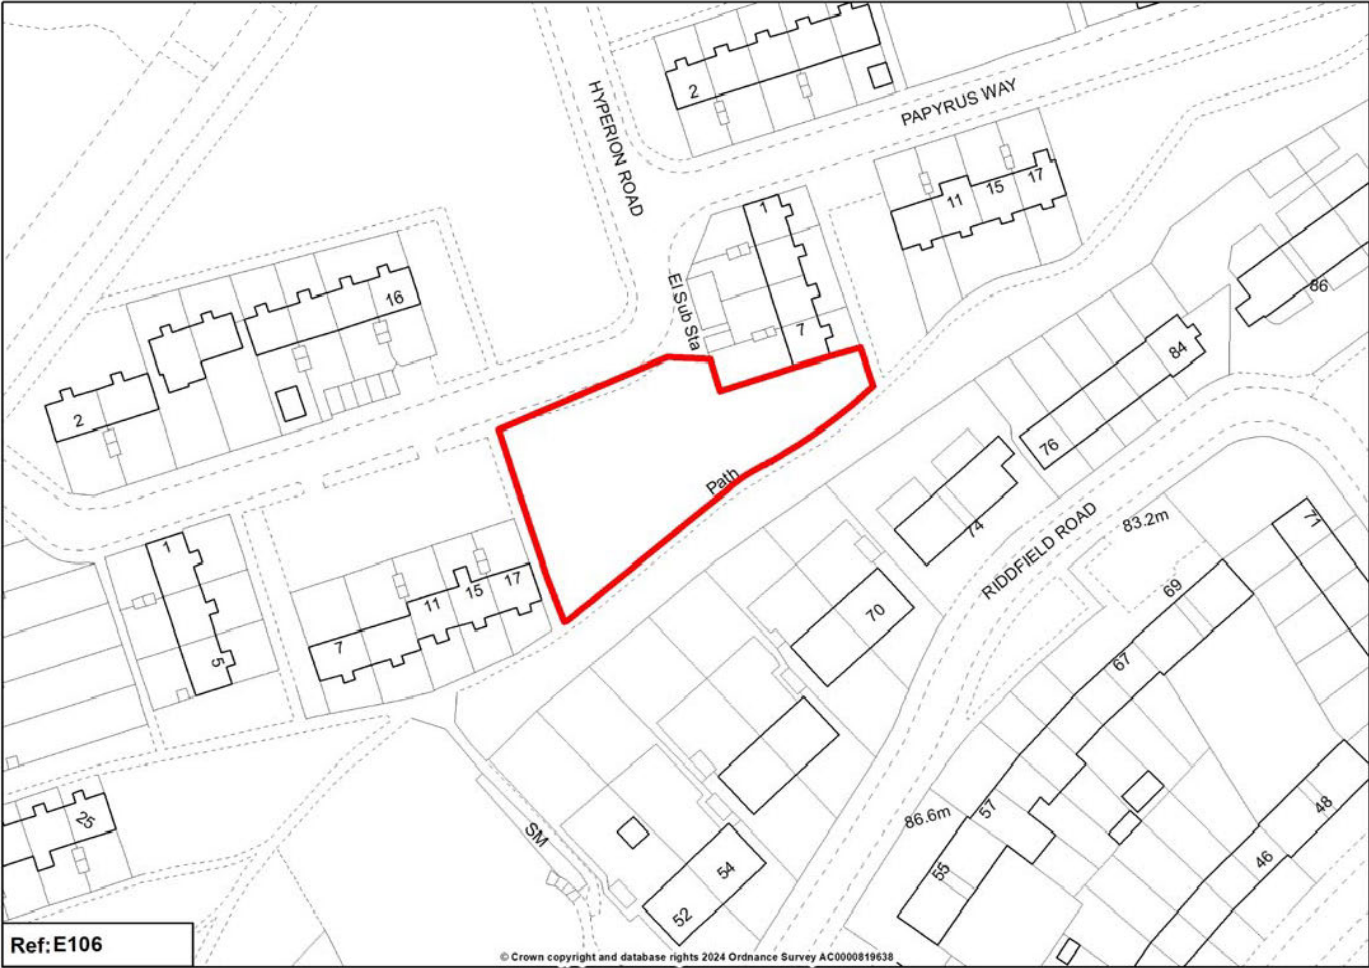 2
HYPERION ROAD
PAPYRUS WAY
1
11
15
17
El Sub Sta
7
16
2
86
84
76
Path
74
RIDDFIELD ROAD
83.2m
71
1
5
7
11
15
17
70
69
67
25
SM
86.6m
57
55
48
46
54
52
Ref:E106
© Crown copyright and database rights 2024 Ordnance Survey AC0000819638